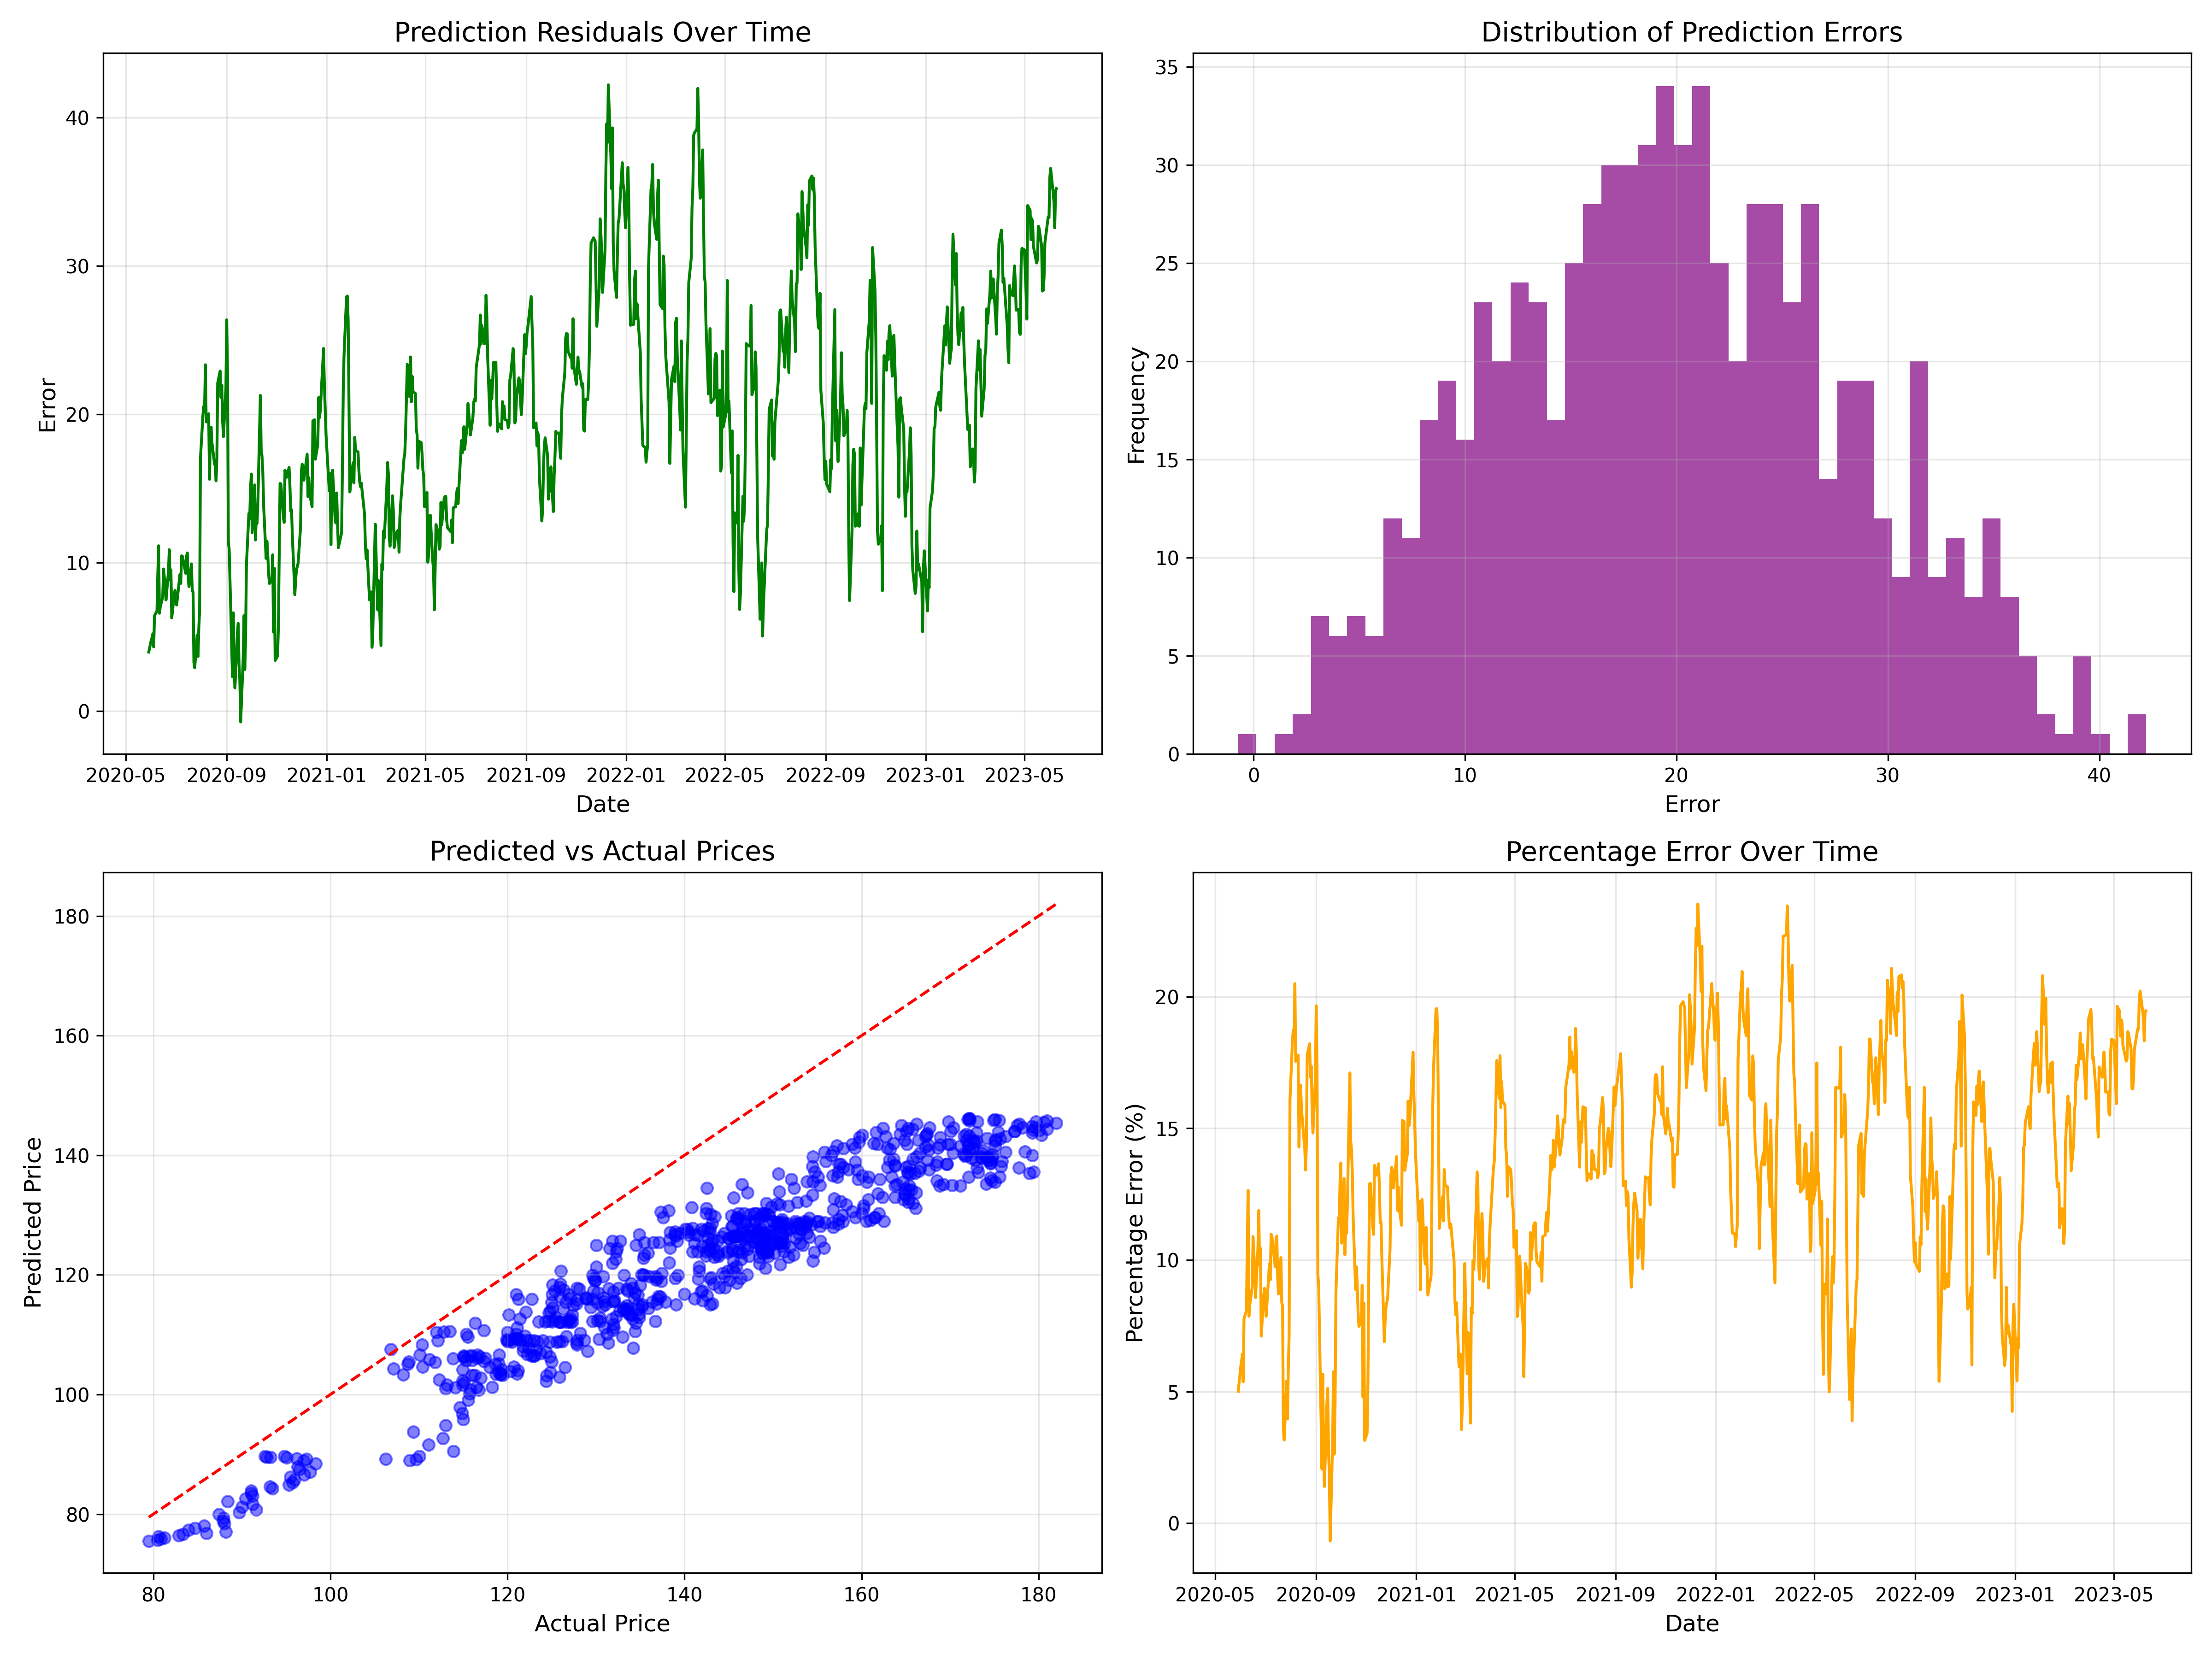 Prediction Residuals Over Time
Error
40
30
20
10
0
2020-05 2020-09 2021-01 2021-05 2021-09 2022-01 2022-05 2022-09 2023-01 2023-05
Date
Distribution of Prediction Errors
Frequency
35
30
25
20
15
10
5
0
0 10 20 30 40
Error
Predicted vs Actual Prices
Predicted Price
180
160
140
120
100
80
80 100 120 140 160 180
Actual Price
Percentage Error Over Time
Percentage Error (%)
20
15
10
5
0
2020-05 2020-09 2021-01 2021-05 2021-09 2022-01 2022-05 2022-09 2023-01 2023-05
Date